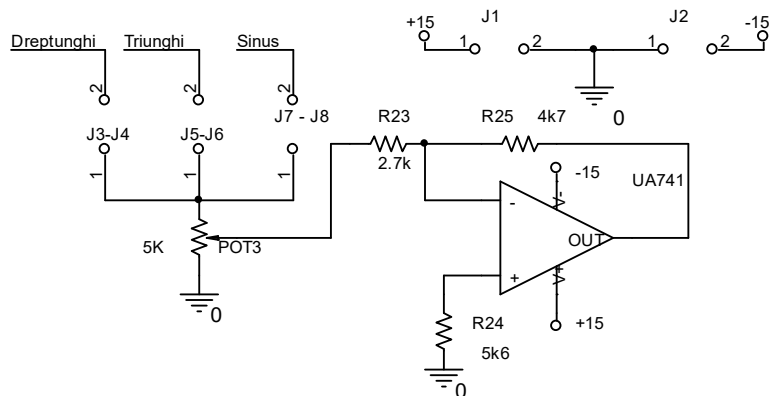 J1
J2
+15
-15
1
2
1
2
0
Dreptunghi
Triunghi
Sinus
2
2
2
J3-J4
J5-J6
J7 - J8
1
1
1
R23
2.7k
R25
4k7
-15
UA741
V-
-
OUT
+
V+
+15
5K
POT3
0
R24
5k6
0